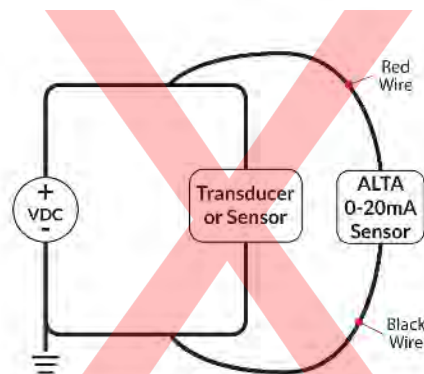 Red
Wire
+
VDC
-
Transducer
or Sensor
ALTA
0-20mA
Sensor
Black
Wire